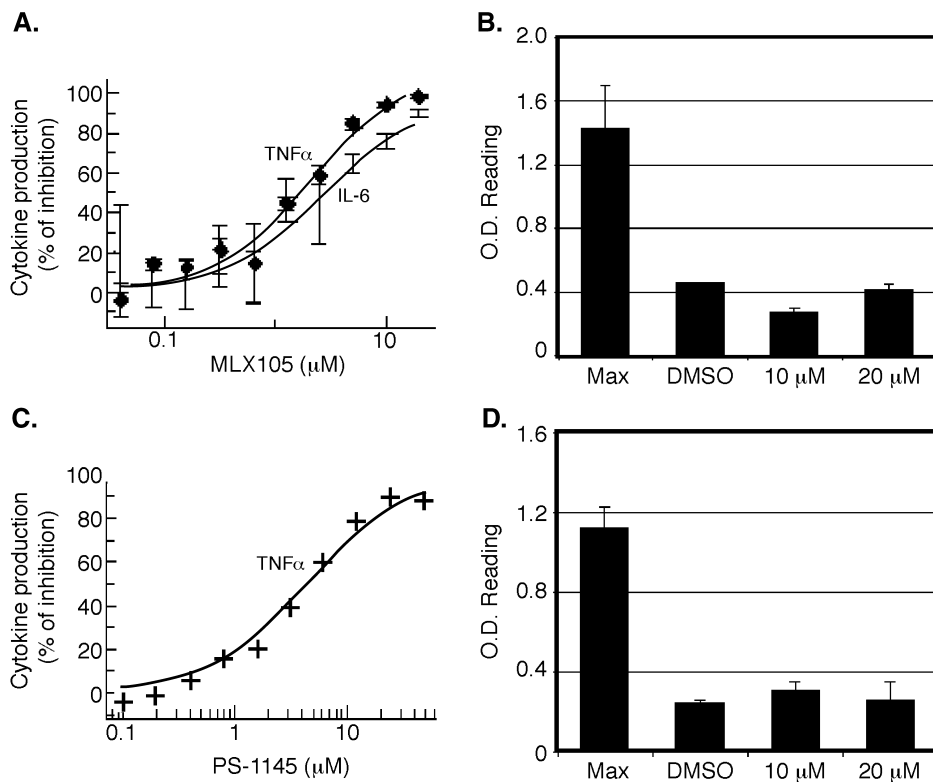 A.
Cytokine production
(% of inhibition)
100
80
60
40
20
0
TNFα
IL-6
0.1
1
10
MLX105 (μM)
B.
O.D. Reading
2.0
1.6
1.2
0.8
0.4
0
Max
DMSO
10 μM
20 μM
C.
Cytokine production
(% of inhibition)
100
80
60
40
20
0
TNFα
0.1
1
10
PS-1145 (μM)
D.
O.D. Reading
1.6
1.2
0.8
0.4
0
Max
DMSO
10 μM
20 μM